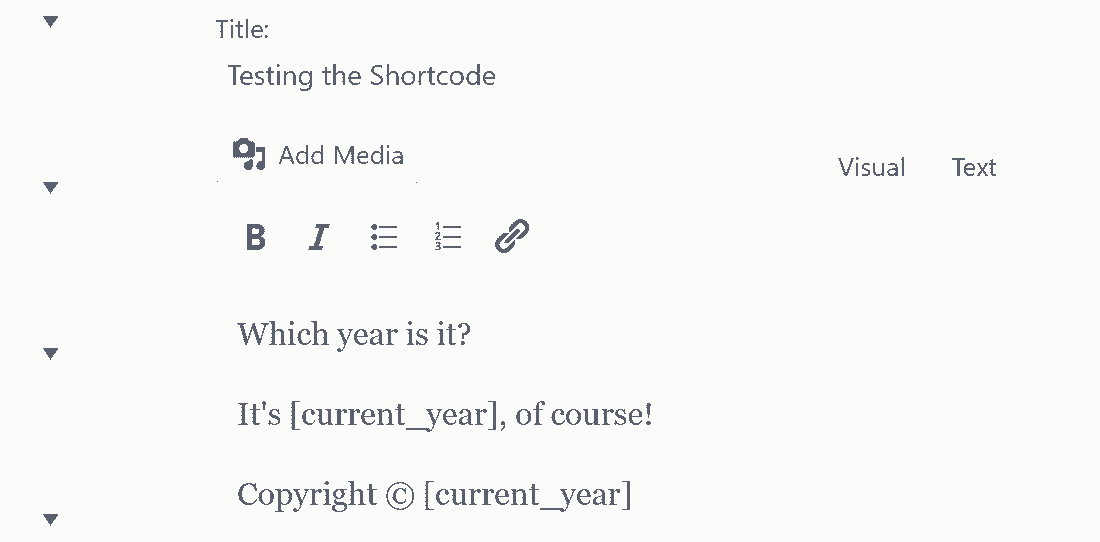 Title:
Testing the Shortcode
Add Media
Visual Text
B I
Which year is it?
It's [current_year], of course!
Copyright © [current_year]